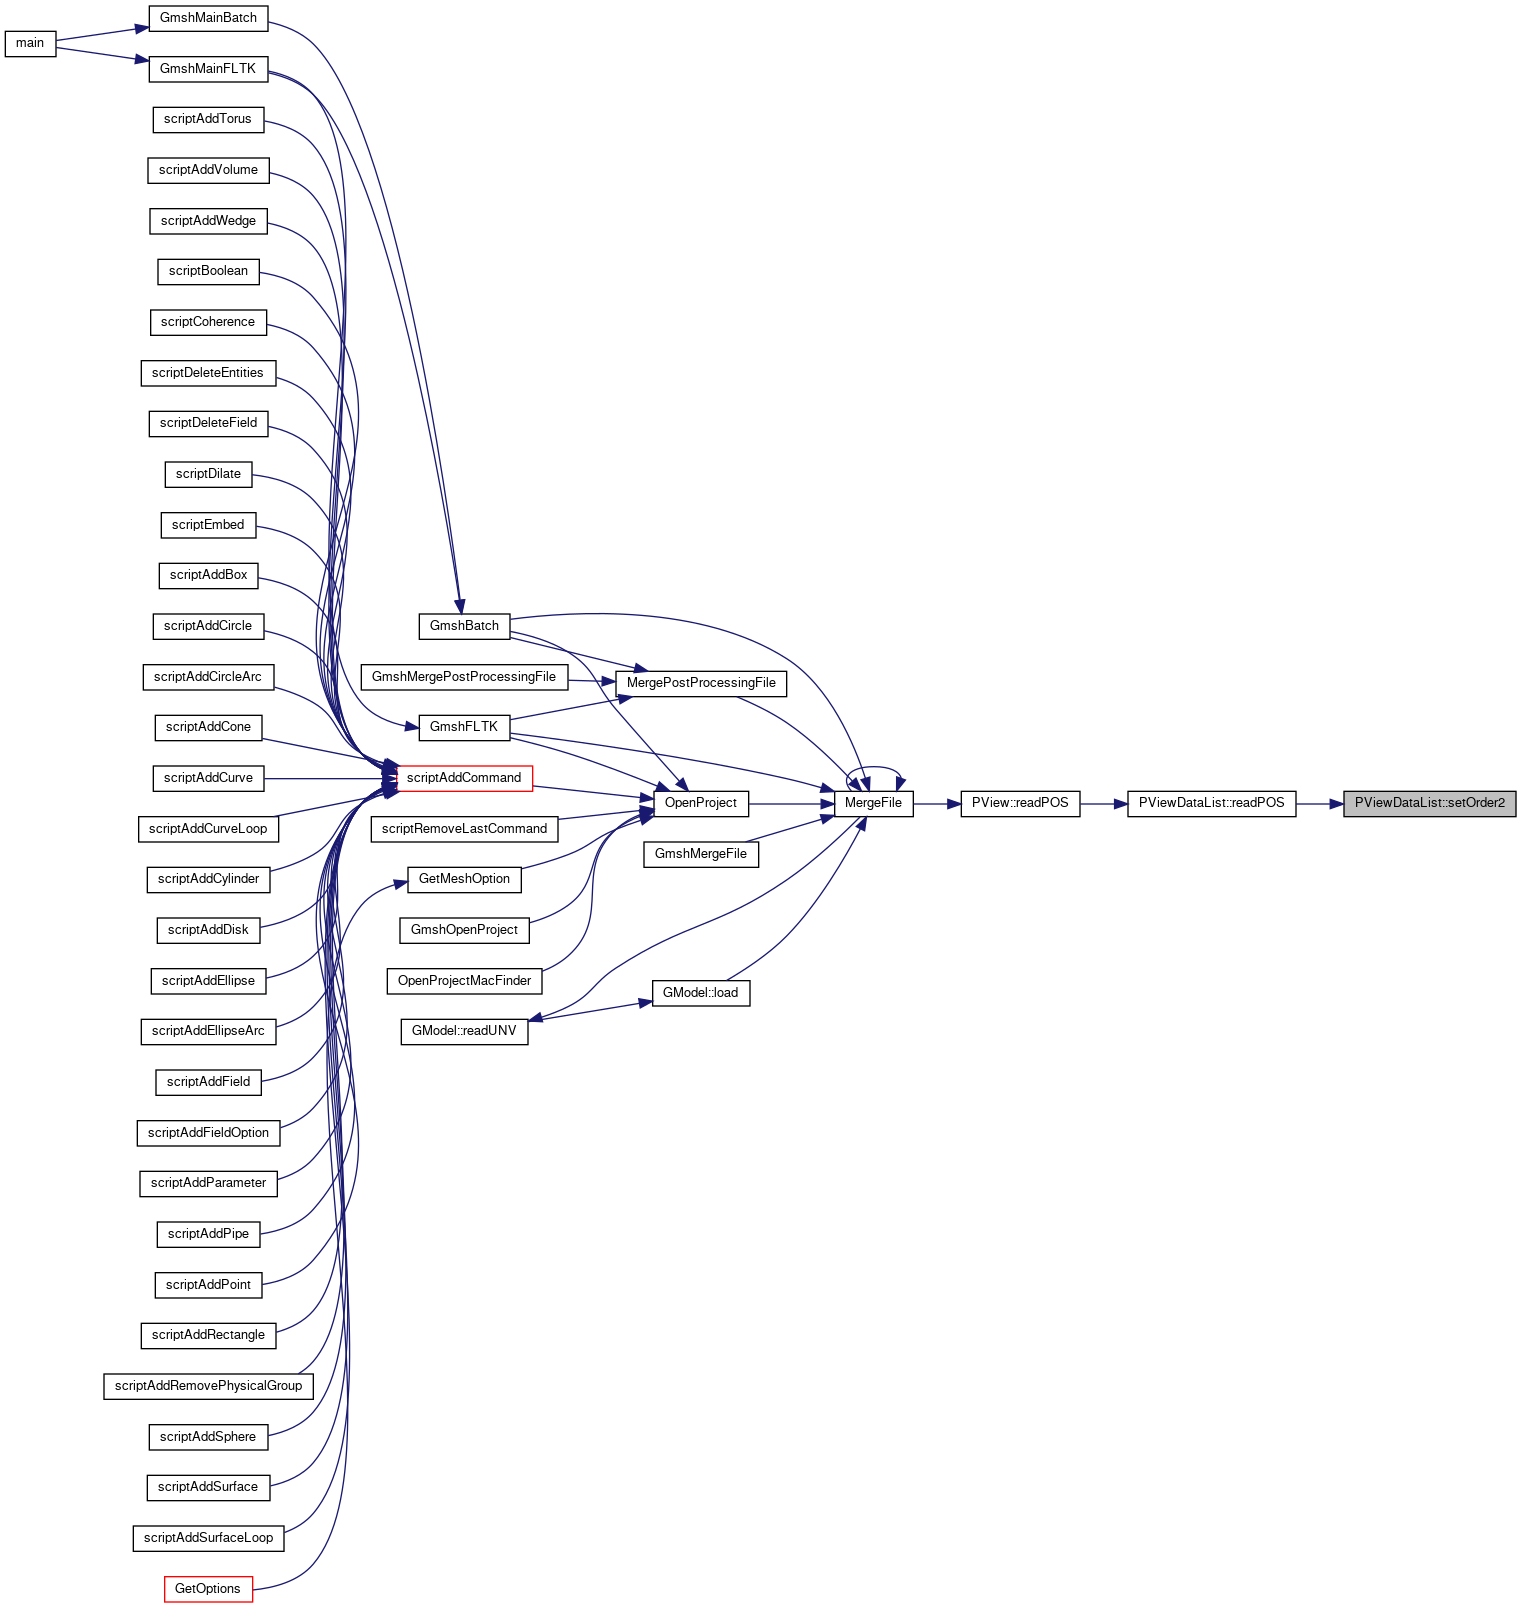 main
GmshMainBatch
GmshMainFLTK
scriptAddTorus
scriptAddVolume
scriptAddWedge
scriptBoolean
scriptCoherence
scriptDeleteEntities
scriptDeleteField
scriptDilate
scriptEmbed
scriptAddBox
scriptAddCircle
scriptAddCircleArc
scriptAddCone
scriptAddCurve
scriptAddCurveLoop
scriptAddCylinder
scriptAddDisk
scriptAddEllipse
scriptAddEllipseArc
scriptAddField
scriptAddFieldOption
scriptAddParameter
scriptAddPipe
scriptAddPoint
scriptAddRectangle
scriptAddRemovePhysicalGroup
scriptAddSphere
scriptAddSurface
scriptAddSurfaceLoop
GetOptions
GmshBatch
GmshMergePostProcessingFile
GmshFLTK
scriptAddCommand
scriptRemoveLastCommand
GetMeshOption
GmshOpenProject
OpenProjectMacFinder
GModel::readUNV
MergePostProcessingFile
OpenProject
GmshMergeFile
GModel::load
MergeFile
PView::readPOS
PViewDataList::readPOS
PViewDataList::setOrder2